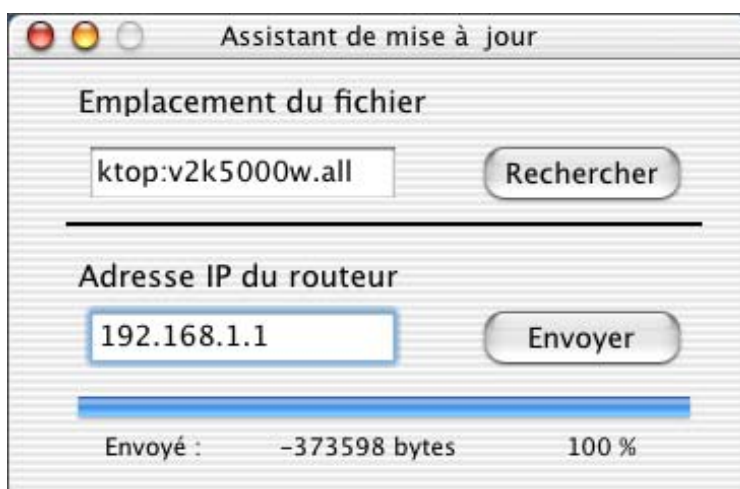 Assistant de mise à jour
Emplacement du fichier
ktop:v2k5000w.all
Rechercher
Adresse IP du routeur
192.168.1.1
Envoyer
Envoyé : -373598 bytes 100 %